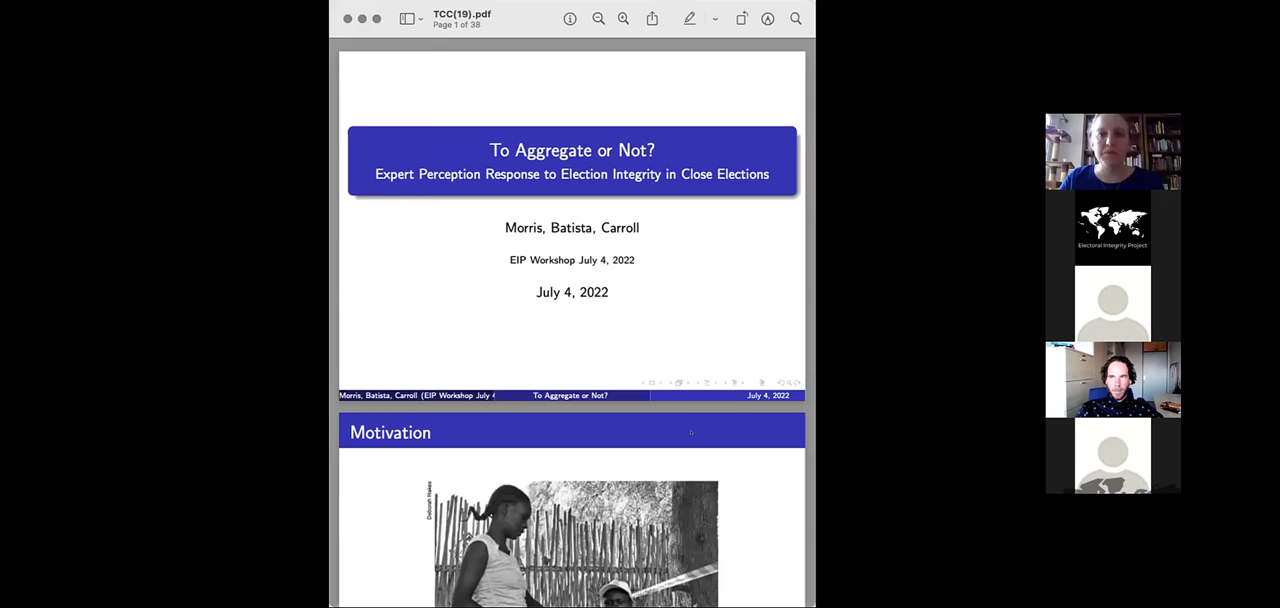 TCC(19).pdf
Page 1 of 38
To Aggregate or Not?
Expert Perception Response to Election Integrity in Close Elections
Morris, Batista, Carroll
EIP Workshop July 4, 2022
July 4, 2022
Morris, Batista, Carroll (EIP Workshop July 4
To Aggregate or Not?
July 4, 2022
Motivation
Deborah Hakes
Electoral Integrity Project